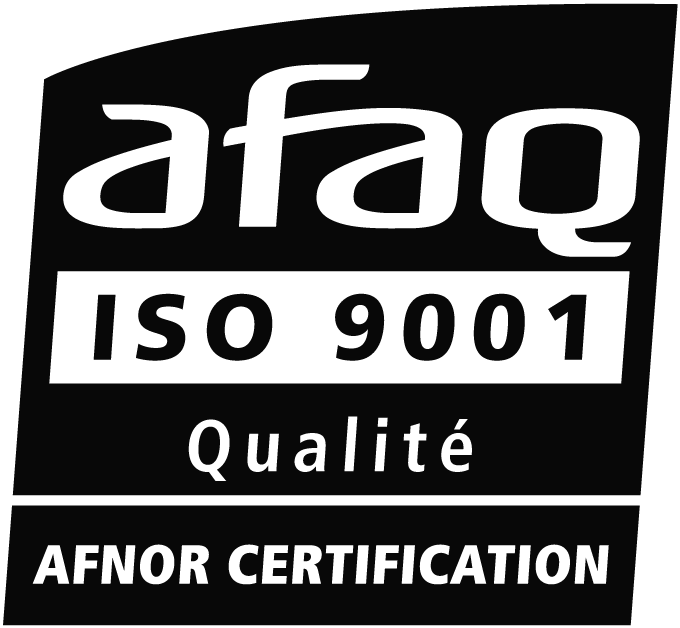 afaq
ISO 9001
Qualité
AFNOR CERTIFICATION